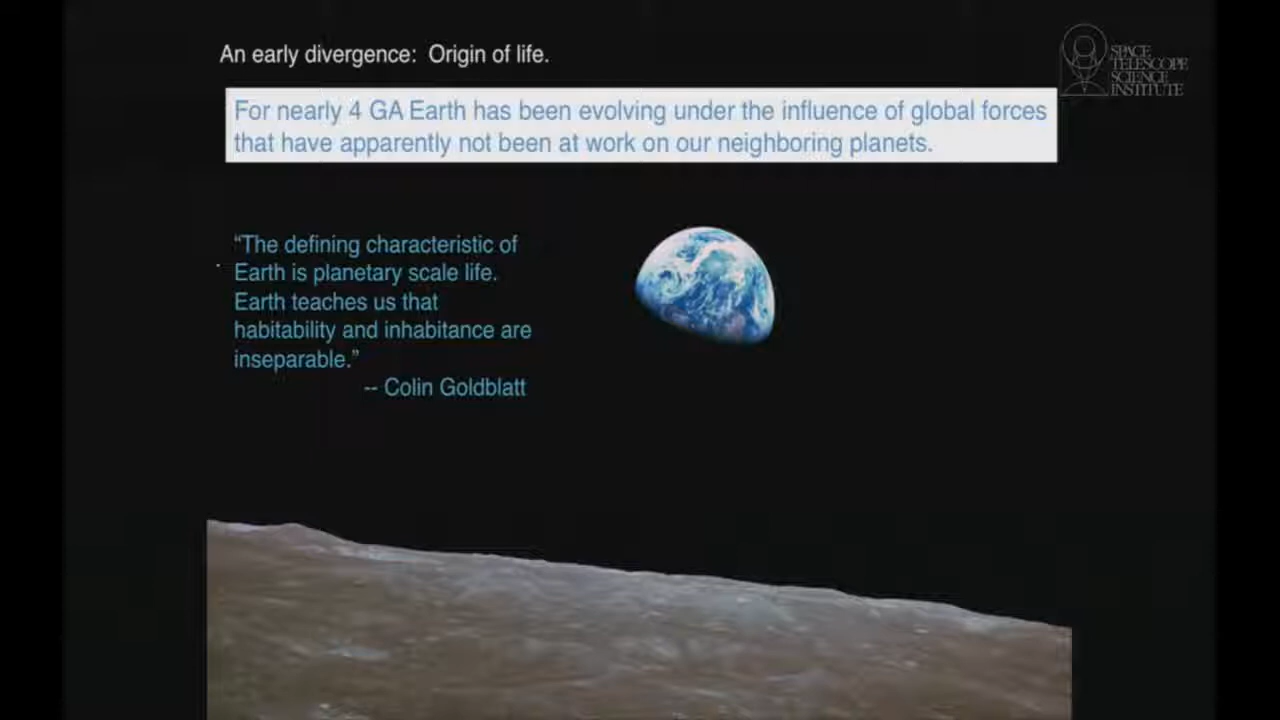 An early divergence:  Origin of life.
SPACE
TELESCOPE
SCIENCE
INSTITUTE
For nearly 4 GA Earth has been evolving under the influence of global forces
that have apparently not been at work on our neighboring planets.
“The defining characteristic of
Earth is planetary scale life.
Earth teaches us that
habitability and inhabitance are
inseparable.”
-- Colin Goldblatt